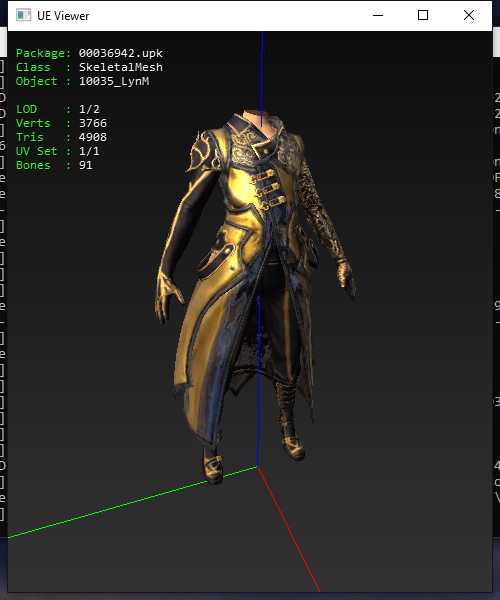 UE Viewer
Package: 00036942.upk
Class  : SkeletalMesh
Object : 10035_LynM
LOD    : 1/2
Verts  : 3766
Tris   : 4908
UV Set : 1/1
Bones  : 91